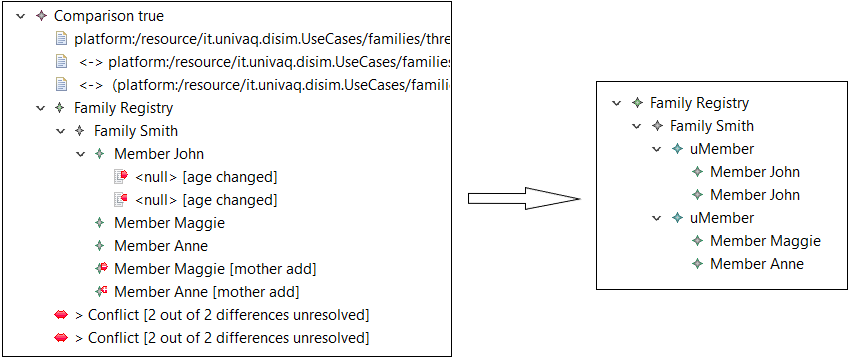 Comparison true
platform:/resource/it.univaq.disim.UseCases/families/thre
<-> platform:/resource/it.univaq.disim.UseCases/families
<-> (platform:/resource/it.univaq.disim.UseCases/famili
Family Registry
Family Smith
Member John
<null> [age changed]
<null> [age changed]
Member Maggie
Member Anne
Member Maggie [mother add]
Member Anne [mother add]
> Conflict [2 out of 2 differences unresolved]
> Conflict [2 out of 2 differences unresolved]
Family Registry
Family Smith
uMember
Member John
Member John
uMember
Member Maggie
Member Anne